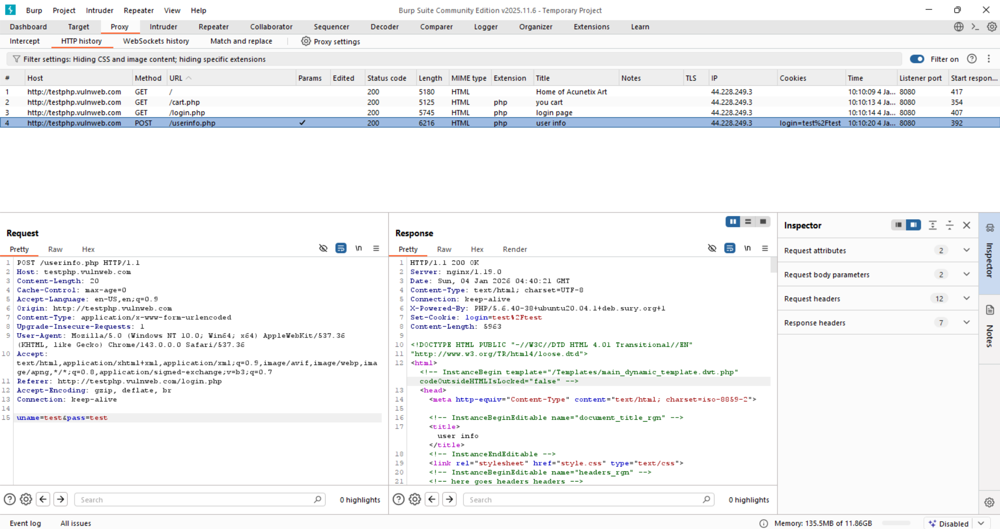 Burp Project Intruder Repeater View Help Burp Suite Community Edition v2025.11.6 - Temporary Project
Dashboard Target Proxy Intruder Repeater Collaborator Sequencer Decoder Comparer Logger Organizer Extensions Learn
Intercept HTTP history WebSockets history Match and replace Proxy settings
Filter settings: Hiding CSS and image content; hiding specific extensions Filter on
# Host Method URL Params Edited Status code Length MIME type Extension Title Notes TLS IP Cookies Time Listener port Start respon...
1 http://testphp.vulnweb.com GET / 200 5180 HTML Home of Acunetix Art 44.228.249.3 10:10:09 4 Ja... 8080 417
2 http://testphp.vulnweb.com GET /cart.php 200 5125 HTML php you cart 44.228.249.3 10:10:13 4 Ja... 8080 354
3 http://testphp.vulnweb.com GET /login.php 200 5745 HTML php login page 44.228.249.3 10:10:14 4 Ja... 8080 407
4 http://testphp.vulnweb.com POST /userinfo.php ✓ 200 6216 HTML php user info 44.228.249.3 login=test%2Ftest 10:10:20 4 Ja... 8080 392
Request
Pretty Raw Hex \n
1 POST /userinfo.php HTTP/1.1
2 Host: testphp.vulnweb.com
3 Content-Length: 20
4 Cache-Control: max-age=0
5 Accept-Language: en-US,en;q=0.9
6 Origin: http://testphp.vulnweb.com
7 Content-Type: application/x-www-form-urlencoded
8 Upgrade-Insecure-Requests: 1
9 User-Agent: Mozilla/5.0 (Windows NT 10.0; Win64; x64) AppleWebKit/537.36
(KHTML, like Gecko) Chrome/143.0.0.0 Safari/537.36
10 Accept:
text/html,application/xhtml+xml,application/xml;q=0.9,image/avif,image/webp,ima
ge/apng,*/*;q=0.8,application/signed-exchange;v=b3;q=0.7
11 Referer: http://testphp.vulnweb.com/login.php
12 Accept-Encoding: gzip, deflate, br
13 Connection: keep-alive
14
15 uname=test&pass=test
Search 0 highlights
Response
Pretty Raw Hex Render \n
1 HTTP/1.1 200 OK
2 Server: nginx/1.19.0
3 Date: Sun, 04 Jan 2026 04:40:21 GMT
4 Content-Type: text/html; charset=UTF-8
5 Connection: keep-alive
6 X-Powered-By: PHP/5.6.40-38+ubuntu20.04.1+deb.sury.org+1
7 Set-Cookie: login=test%2Ftest
8 Content-Length: 5963
9
10 <!DOCTYPE HTML PUBLIC "-//W3C//DTD HTML 4.01 Transitional//EN"
11 "http://www.w3.org/TR/html4/loose.dtd">
12 <html>
<!-- InstanceBegin template="/Templates/main_dynamic_template.dwt.php"
codeOutsideHTMLIsLocked="false" -->
13 <head>
14 <meta http-equiv="Content-Type" content="text/html; charset=iso-8859-2">
15
16 <!-- InstanceBeginEditable name="document_title_rgn" -->
17 <title>
user info
</title>
18 <!-- InstanceEndEditable -->
19 <link rel="stylesheet" href="style.css" type="text/css">
20 <!-- InstanceBeginEditable name="headers_rgn" -->
21 <!-- here goes headers headers -->
Search 0 highlights
Inspector
Request attributes 2
Request body parameters 2
Request headers 12
Response headers 7
Inspector
Notes
Event log All issues Memory: 135.5MB of 11.86GB Disabled